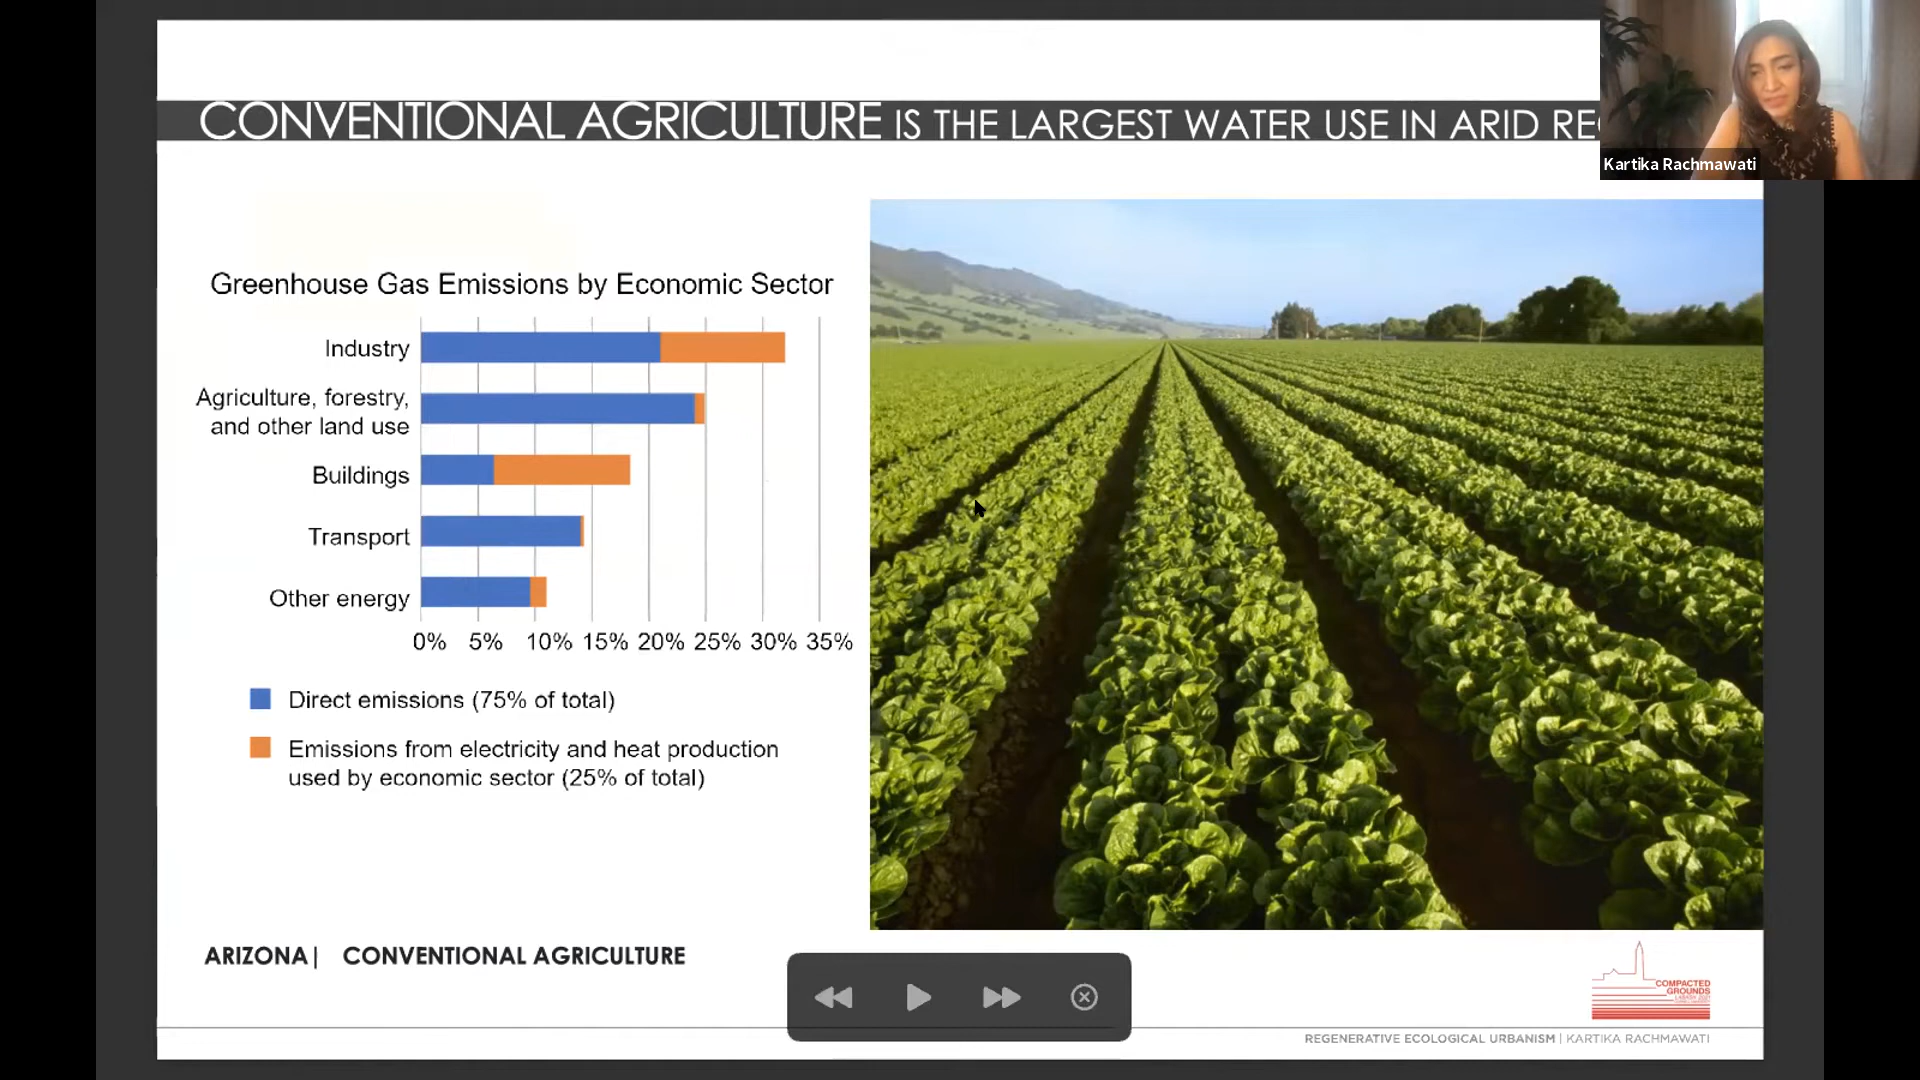 CONVENTIONAL AGRICULTURE IS THE LARGEST WATER USE IN ARID RE
Kartika Rachmawati
Greenhouse Gas Emissions by Economic Sector
Industry
Agriculture, forestry,
and other land use
Buildings
Transport
Other energy
0% 5% 10% 15% 20% 25% 30% 35%
Direct emissions (75% of total)
Emissions from electricity and heat production
used by economic sector (25% of total)
ARIZONA| CONVENTIONAL AGRICULTURE
COMPACTED
GROUNDS
REGENERATIVE ECOLOGICAL URBANISM | KARTIKA RACHMAWATI